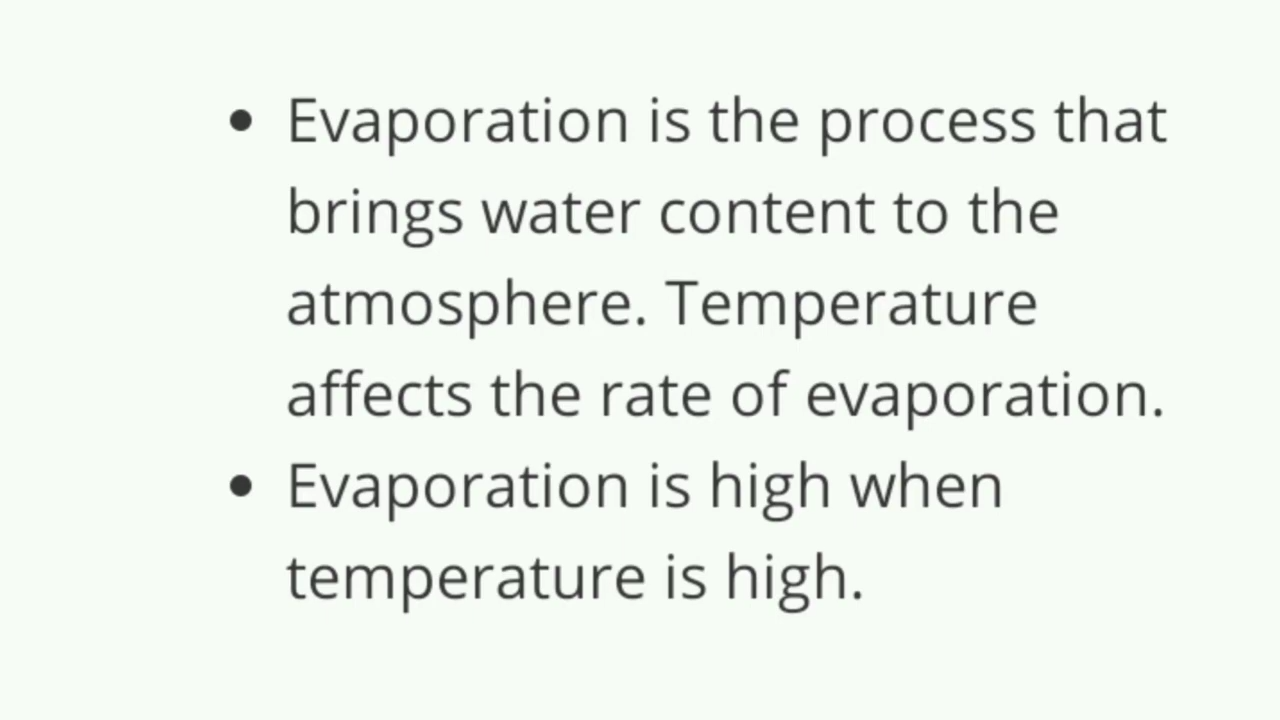 • Evaporation is the process that
brings water content to the
atmosphere. Temperature
affects the rate of evaporation.
• Evaporation is high when
temperature is high.